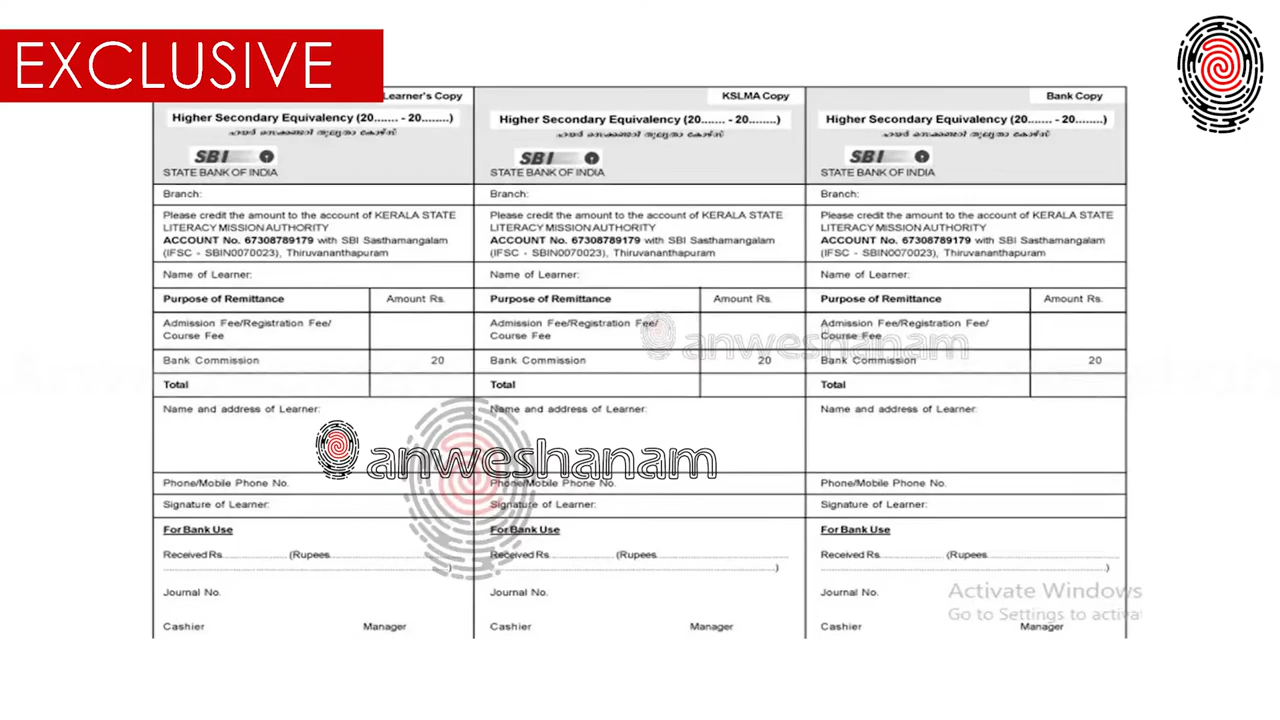 EXCLUSIVE
Learner's Copy
Higher Secondary Equivalency (20....... - 20........)
ഹയർ സെക്കണ്ടറി തുല്യതാ കോഴ്സ്
SBI
STATE BANK OF INDIA
Branch:
Please credit the amount to the account of KERALA STATE
LITERACY MISSION AUTHORITY
ACCOUNT No. 67308789179 with SBI Sasthamangalam
(IFSC - SBIN0070023), Thiruvananthapuram
Name of Learner:
Purpose of Remittance Amount Rs.
Admission Fee/Registration Fee/
Course Fee
Bank Commission 20
Total
Name and address of Learner:
Phone/Mobile Phone No.
Signature of Learner:
For Bank Use
Received Rs.................... (Rupees..............................
......................................................................)
Journal No.
Cashier Manager
KSLMA Copy
Higher Secondary Equivalency (20....... - 20........)
ഹയർ സെക്കണ്ടറി തുല്യതാ കോഴ്സ്
SBI
STATE BANK OF INDIA
Branch:
Please credit the amount to the account of KERALA STATE
LITERACY MISSION AUTHORITY
ACCOUNT No. 67308789179 with SBI Sasthamangalam
(IFSC - SBIN0070023), Thiruvananthapuram
Name of Learner:
Purpose of Remittance Amount Rs.
Admission Fee/Registration Fee/
Course Fee
Bank Commission 20
Total
Name and address of Learner:
Phone/Mobile Phone No.
Signature of Learner:
For Bank Use
Received Rs.................... (Rupees..............................
......................................................................)
Journal No.
Cashier Manager
Bank Copy
Higher Secondary Equivalency (20....... - 20........)
ഹയർ സെക്കണ്ടറി തുല്യതാ കോഴ്സ്
SBI
STATE BANK OF INDIA
Branch:
Please credit the amount to the account of KERALA STATE
LITERACY MISSION AUTHORITY
ACCOUNT No. 67308789179 with SBI Sasthamangalam
(IFSC - SBIN0070023), Thiruvananthapuram
Name of Learner:
Purpose of Remittance Amount Rs.
Admission Fee/Registration Fee/
Course Fee
Bank Commission 20
Total
Name and address of Learner:
Phone/Mobile Phone No.
Signature of Learner:
For Bank Use
Received Rs.................... (Rupees..............................
......................................................................)
Journal No.
Cashier Manager
anweshanam
anweshanam
Activate Windows
Go to Settings to activat